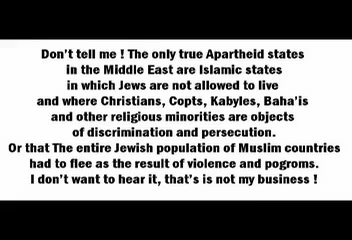 Don't tell me ! The only true Apartheid states
in the Middle East are Islamic states
in which Jews are not allowed to live
and where Christians, Copts, Kabyles, Baha'is
and other religious minorities are objects
of discrimination and persecution.
Or that The entire Jewish population of Muslim countries
had to flee as the result of violence and pogroms.
I don't want to hear it, that's is not my business !